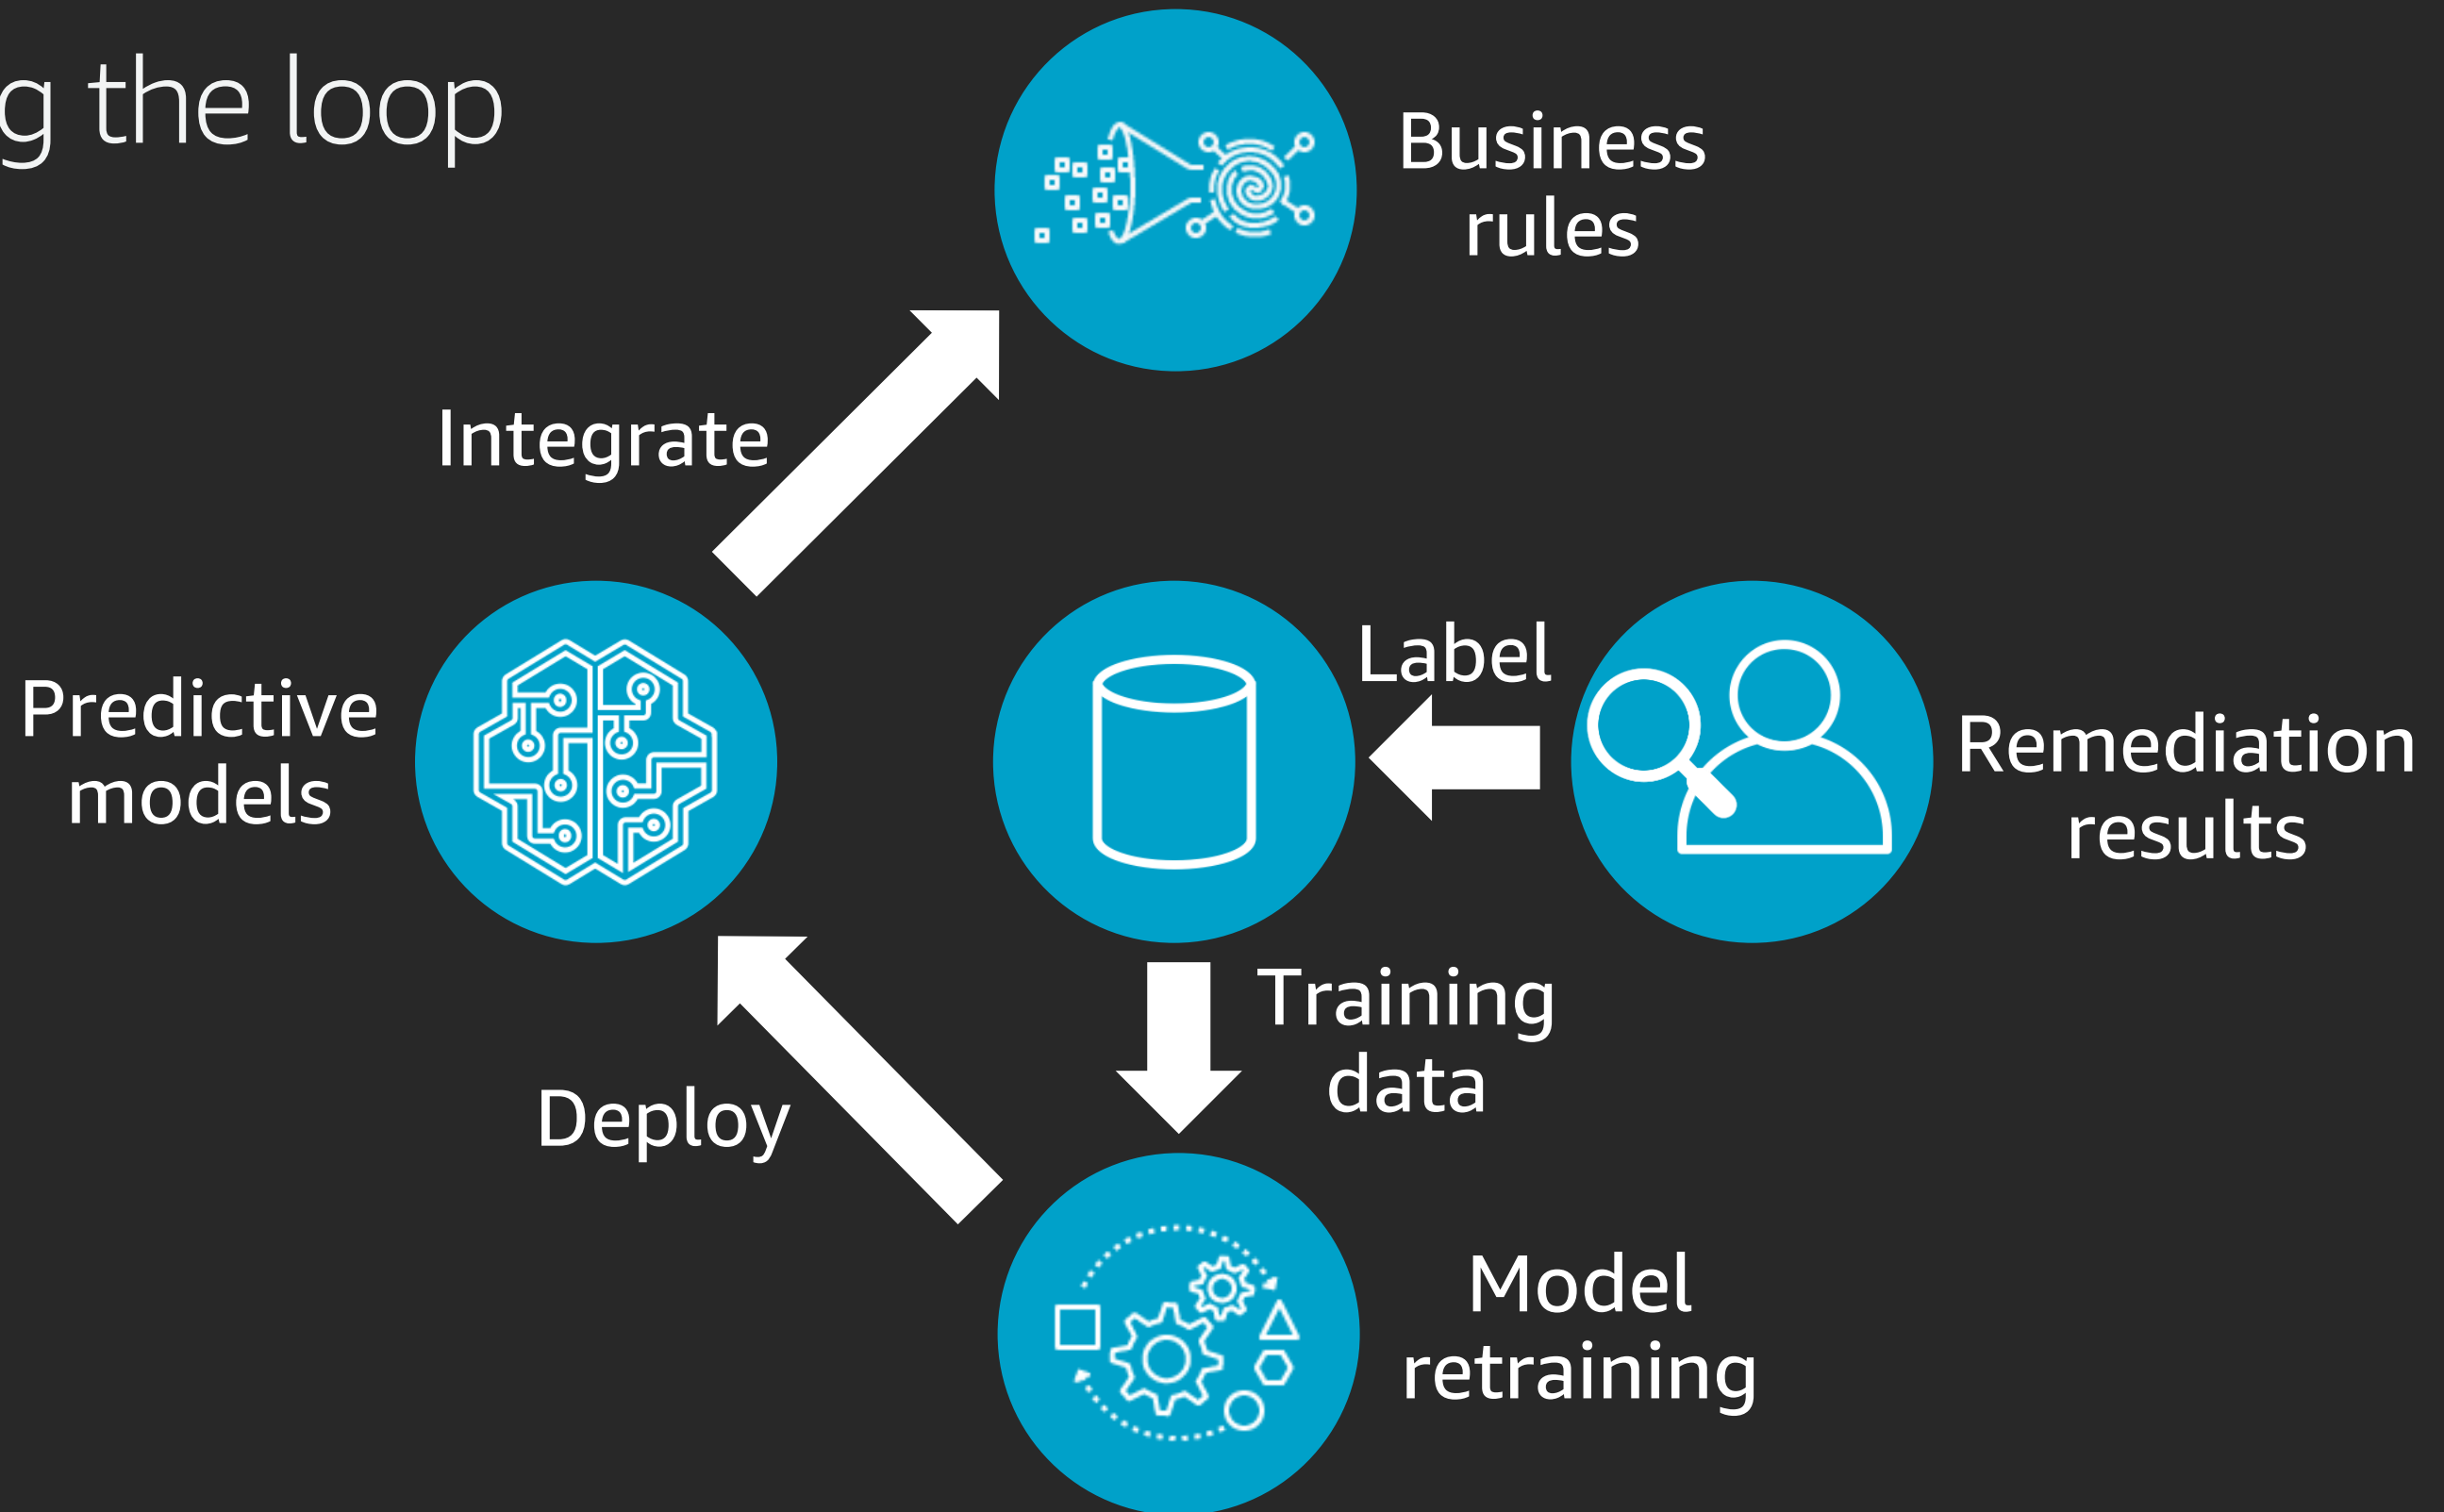 g the loop
Business
rules
Integrate
Predictive
models
Label
Remediation
results
Training
data
Deploy
Model
retraining